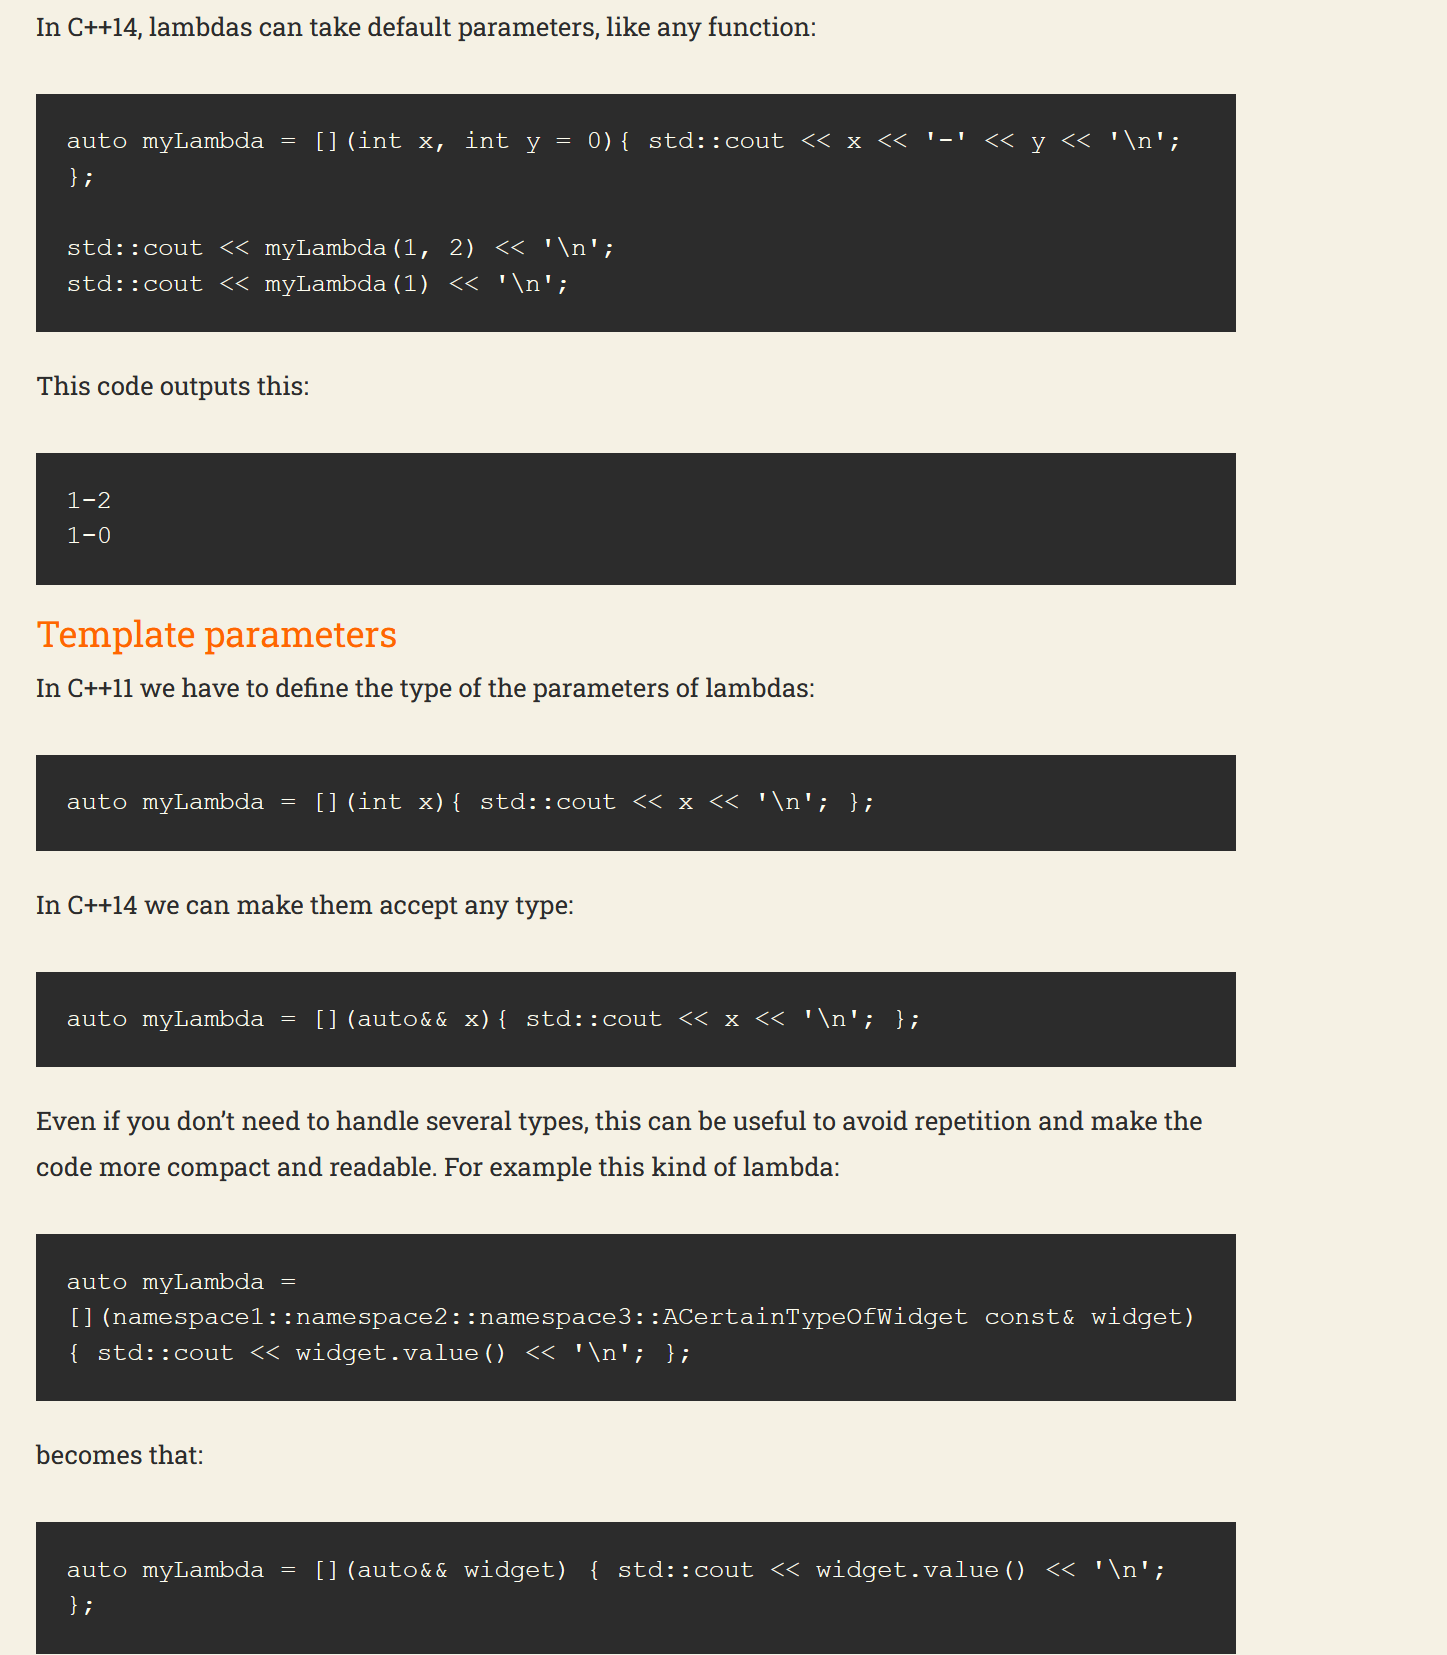 In C++14, lambdas can take default parameters, like any function:
auto myLambda = [](int x, int y = 0){ std::cout << x << '-' << y << '\n';
};
std::cout << myLambda(1, 2) << '\n';
std::cout << myLambda(1) << '\n';
This code outputs this:
1-2
1-0
Template parameters
In C++11 we have to define the type of the parameters of lambdas:
auto myLambda = [](int x){ std::cout << x << '\n'; };
In C++14 we can make them accept any type:
auto myLambda = [](auto&& x){ std::cout << x << '\n'; };
Even if you don’t need to handle several types, this can be useful to avoid repetition and make the
code more compact and readable. For example this kind of lambda:
auto myLambda =
[](namespace1::namespace2::namespace3::ACertainTypeOfWidget const& widget)
{ std::cout << widget.value() << '\n'; };
becomes that:
auto myLambda = [](auto&& widget) { std::cout << widget.value() << '\n';
};